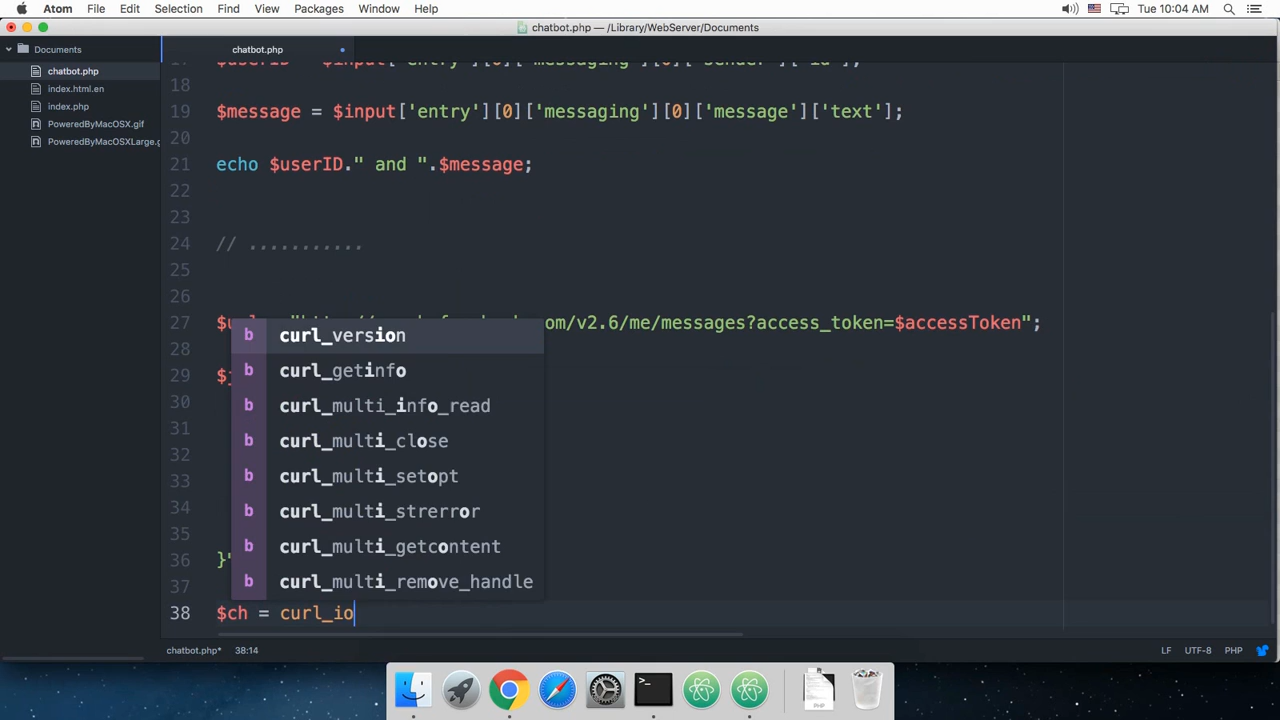 Atom File Edit Selection Find View Packages Window Help Tue 10:04 AM
chatbot.php — /Library/WebServer/Documents
Documents
chatbot.php
index.html.en
index.php
PoweredByMacOSX.gif
PoweredByMacOSXLarge.g
chatbot.php
18
19 $message = $input['entry'][0]['messaging'][0]['message']['text'];
20
21 echo $userID." and ".$message;
22
23
24 // ...........
25
26
27 om/v2.6/me/messages?access_token=$accessToken";
28
29
30
31
32
33
34
35
36 }"
37
38 $ch = curl_io
b curl_version
b curl_getinfo
b curl_multi_info_read
b curl_multi_close
b curl_multi_setopt
b curl_multi_strerror
b curl_multi_getcontent
b curl_multi_remove_handle
chatbot.php* 38:14 LF UTF-8 PHP
PHP